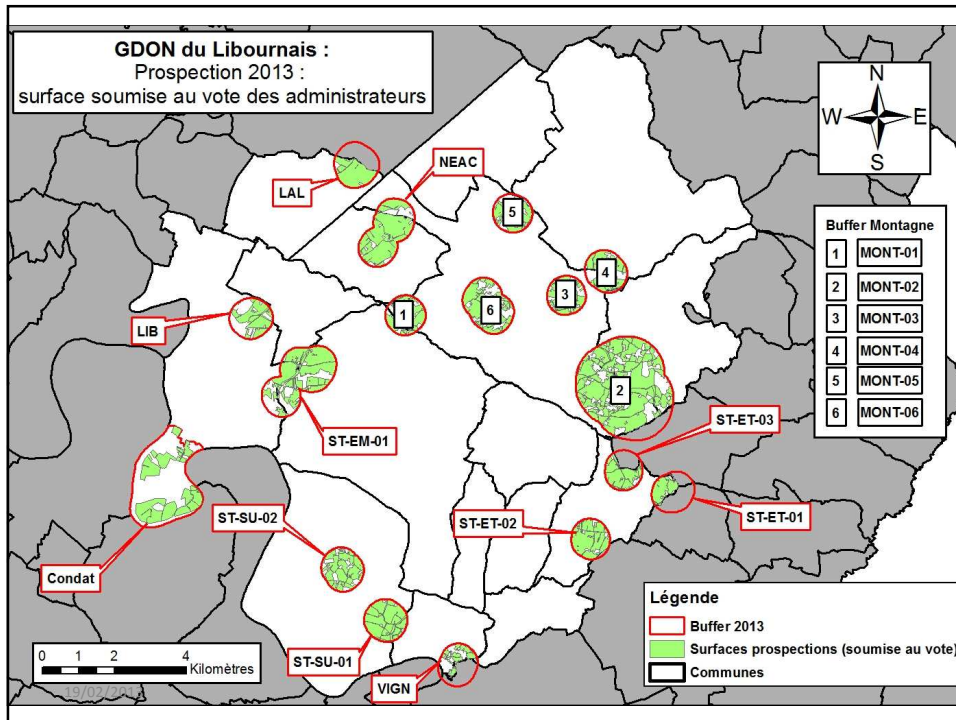 GDON du Libournais :
Prospection 2013 :
surface soumise au vote des administrateurs
N
W E
S
NEAC
LAL
5
Buffer Montagne
1 MONT-01
2 MONT-02
3 MONT-03
4 MONT-04
5 MONT-05
6 MONT-06
4
3
6
1
LIB
2
ST-EM-01
ST-ET-03
ST-SU-02
ST-ET-02
ST-ET-01
Condat
Légende
Buffer 2013
Surfaces prospections (soumise au vote)
Communes
0 1 2 4
Kilomètres
ST-SU-01
VIGN